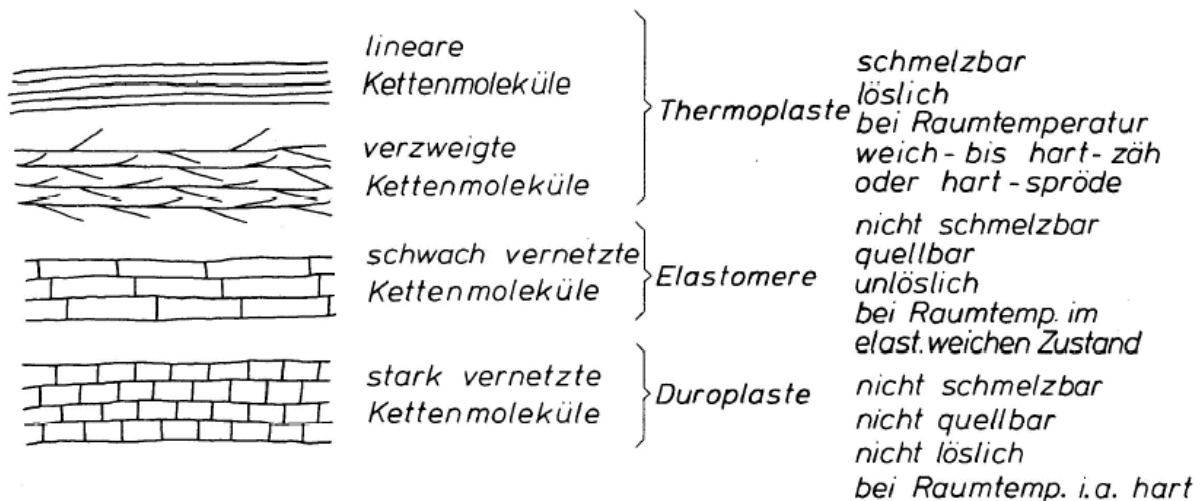 lineare
Kettenmoleküle
verzweigte
Kettenmoleküle
Thermoplaste
schmelzbar
löslich
bei Raumtemperatur
weich- bis hart-zäh
oder hart-spröde
schwach vernetzte
Kettenmoleküle
Elastomere
nicht schmelzbar
quellbar
unlöslich
bei Raumtemp. im
elast. weichen Zustand
stark vernetzte
Kettenmoleküle
Duroplaste
nicht schmelzbar
nicht quellbar
nicht löslich
bei Raumtemp. i.a. hart